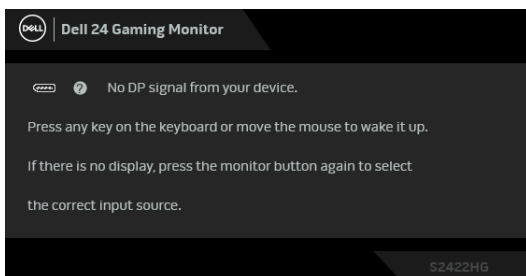 DELL
Dell 24 Gaming Monitor
No DP signal from your device.
Press any key on the keyboard or move the mouse to wake it up.
If there is no display, press the monitor button again to select
the correct input source.
S2422HG